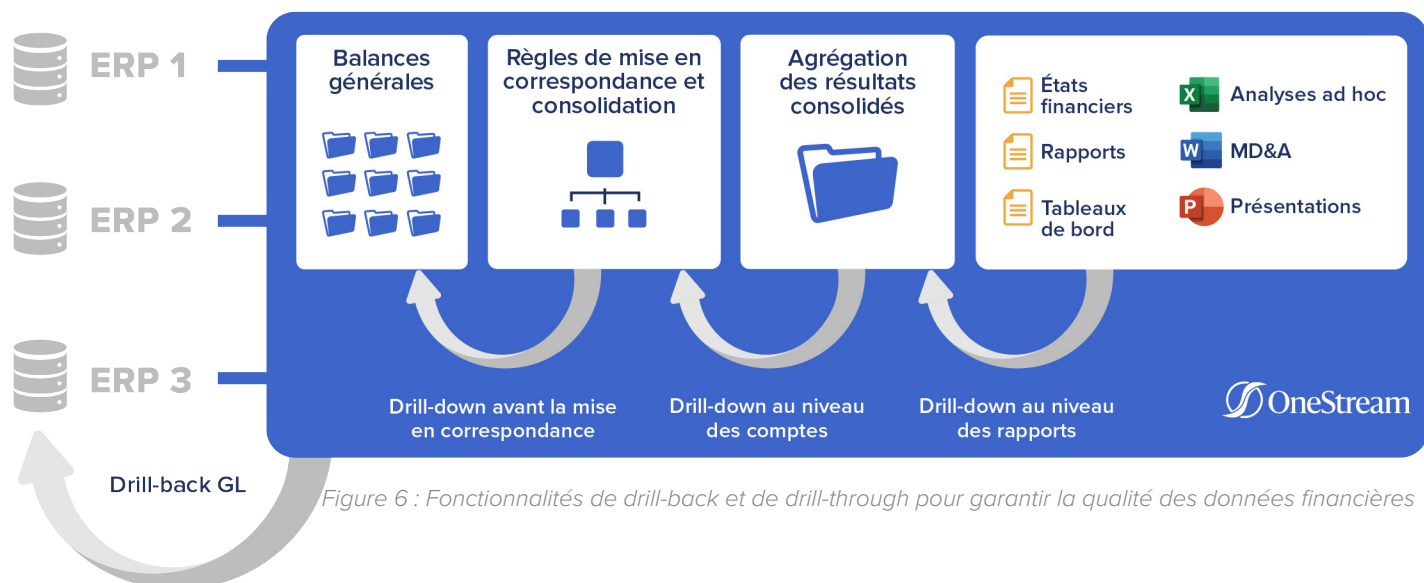 ERP 1
ERP 2
ERP 3
Balances
générales
Règles de mise en
correspondance et
consolidation
Agrégation
des résultats
consolidés
États
financiers
Rapports
Tableaux
de bord
X
Analyses ad hoc
W
MD&A
P
Présentations
Drill-down avant la mise
en correspondance
Drill-down au niveau
des comptes
Drill-down au niveau
des rapports
OneStream
Drill-back GL
Figure 6 : Fonctionnalités de drill-back et de drill-through pour garantir la qualité des données financières